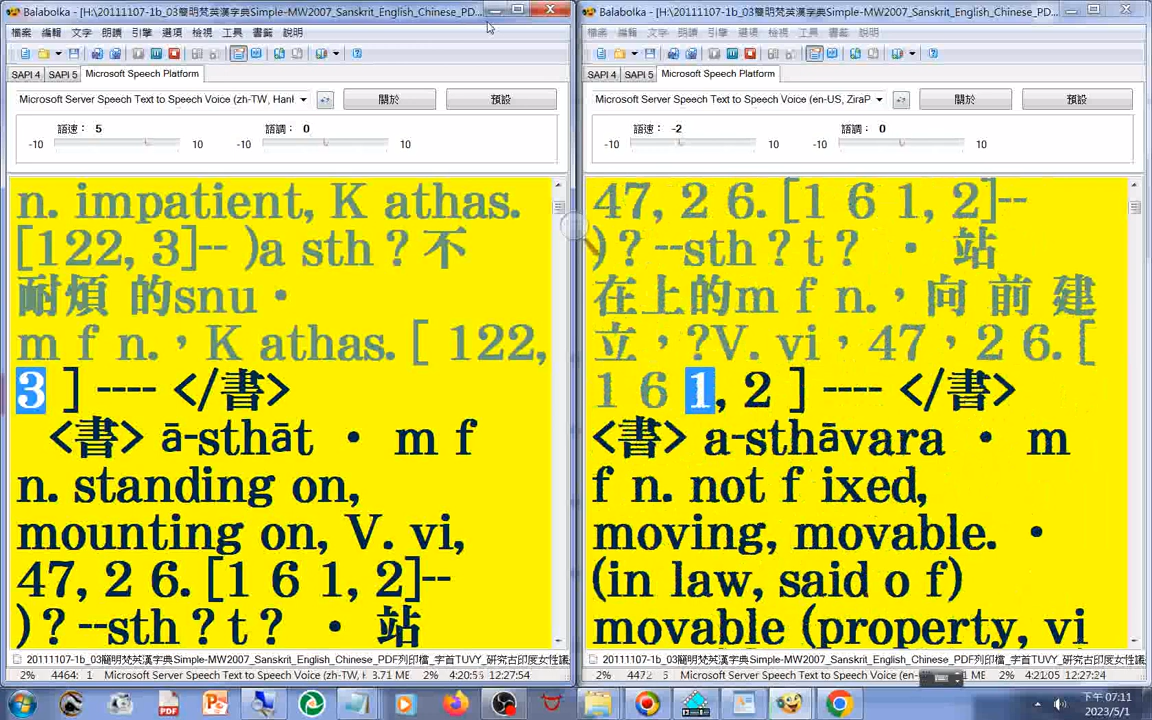 Balabolka - [H:\20111107-1b_03簡明梵英漢字典Simple-MW2007_Sanskrit_English_Chinese_PD...
檔案 編輯 文字 朗讀 引擎 選項 檢視 工具 書籤 說明
SAPI 4 SAPI 5 Microsoft Speech Platform
Microsoft Server Speech Text to Speech Voice (zh-TW, HanI
關於 預設
語速： 5 語調： 0
-10 10 -10 10
n. impatient, K athas.
[122, 3]-- )a sth？不
耐煩 的snu •
m f n.，K athas. [ 122,
3 ] ---- </書>
<書> ā-sthāt • m f
n. standing on,
mounting on, V. vi,
47, 2 6. [1 6 1, 2]--
)？--sth？t？ • 站
20111107-1b_03簡明梵英漢字典Simple-MW2007_Sanskrit_English_Chinese_PDF列印檔_字首TUVY_研究古印度女性議
2% 4464: 1 Microsoft Server Speech Text to Speech Voice (zh-TW, H 3.71 ME 2% 4:20:55 12:27:54
Balabolka - [H:\20111107-1b_03簡明梵英漢字典Simple-MW2007_Sanskrit_English_Chinese_PD...
檔案 編輯 文字 朗讀 引擎 選項 檢視 工具 書籤 說明
SAPI 4 SAPI 5 Microsoft Speech Platform
Microsoft Server Speech Text to Speech Voice (en-US, ZiraP
關於 預設
語速： -2 語調： 0
-10 10 -10 10
47, 2 6. [1 6 1, 2]--
)？--sth？t？ • 站
在上的m f n.，向 前 建
立，?V. vi，47，2 6. [
1 6 1, 2 ] ---- </書>
<書> a-sthāvara • m
f n. not f ixed,
moving, movable. •
(in law, said o f)
movable (property, vi
20111107-1b_03簡明梵英漢字典Simple-MW2007_Sanskrit_English_Chinese_PDF列印檔_字首TUVY_研究古印度女性議
2% 4472 Microsoft Server Speech Text to Speech Voice (en-US ME 2% 4:21:05 12:27:24
下午 07:11
2023/5/1